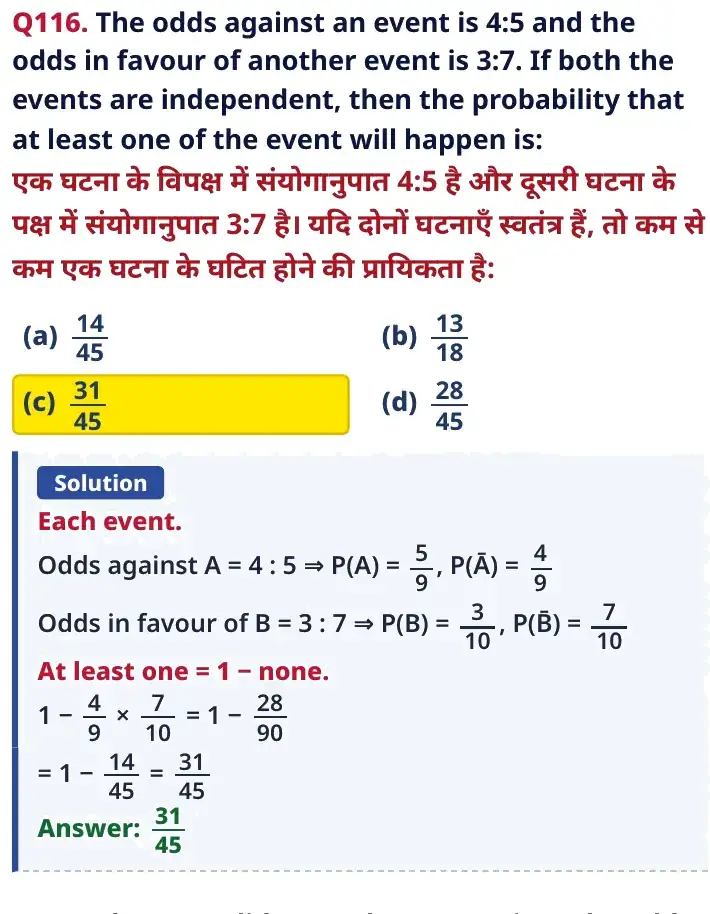 Q116. The odds against an event is 4:5 and the
odds in favour of another event is 3:7. If both the
events are independent, then the probability that
at least one of the event will happen is:
एक घटना के विपक्ष में संयोगानुपात 4:5 है और दूसरी घटना के
पक्ष में संयोगानुपात 3:7 है। यदि दोनों घटनाएँ स्वतंत्र हैं, तो कम से
कम एक घटना के घटित होने की प्रायिकता है:
(a) 14/45 (b) 13/18
(c) 31/45 (d) 28/45
Solution
Each event.
Odds against A = 4 : 5 ⇒ P(A) = 5/9, P(Ā) = 4/9
Odds in favour of B = 3 : 7 ⇒ P(B) = 3/10, P(B̄) = 7/10
At least one = 1 − none.
1 − 4/9 × 7/10 = 1 − 28/90
= 1 − 14/45 = 31/45
Answer: 31/45